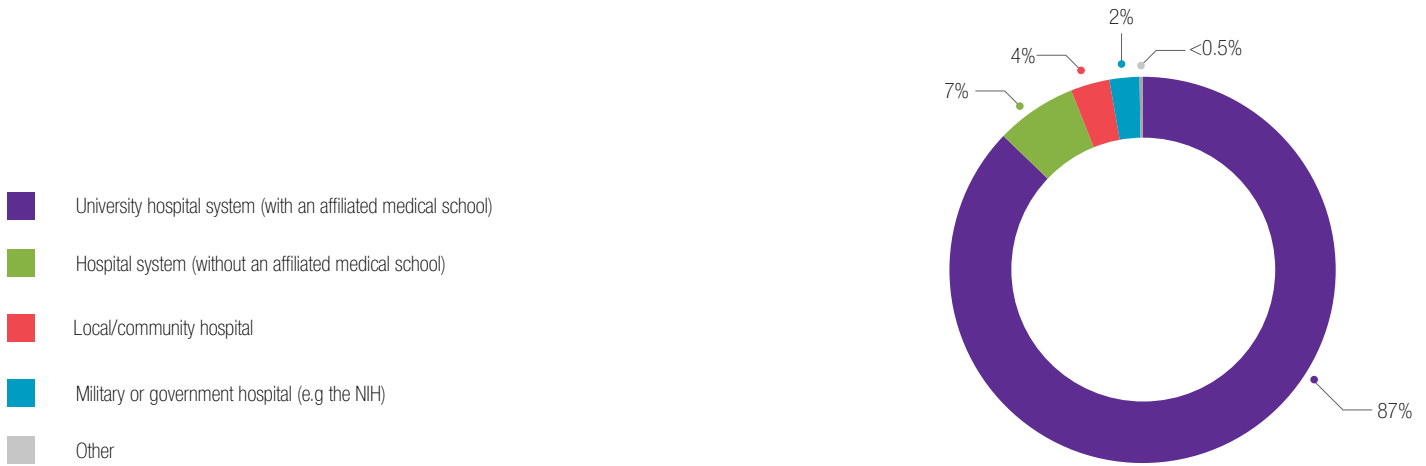 2%
<0.5%
4%
7%
University hospital system (with an affiliated medical school)
Hospital system (without an affiliated medical school)
Local/community hospital
Military or government hospital (e.g the NIH)
Other
87%